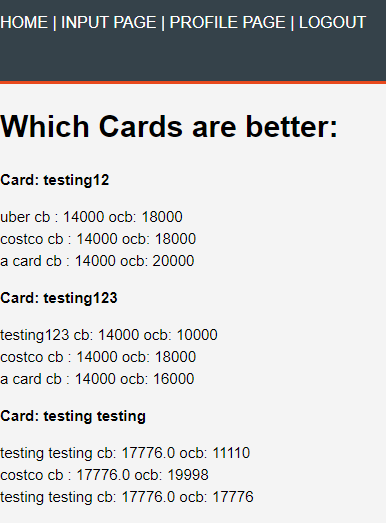 HOME | INPUT PAGE | PROFILE PAGE | LOGOUT
Which Cards are better:
Card: testing12
uber cb : 14000 ocb: 18000
costco cb : 14000 ocb: 18000
a card cb : 14000 ocb: 20000
Card: testing123
testing123 cb: 14000 ocb: 10000
costco cb : 14000 ocb: 18000
a card cb : 14000 ocb: 16000
Card: testing testing
testing testing cb: 17776.0 ocb: 11110
costco cb : 17776.0 ocb: 19998
testing testing cb: 17776.0 ocb: 17776